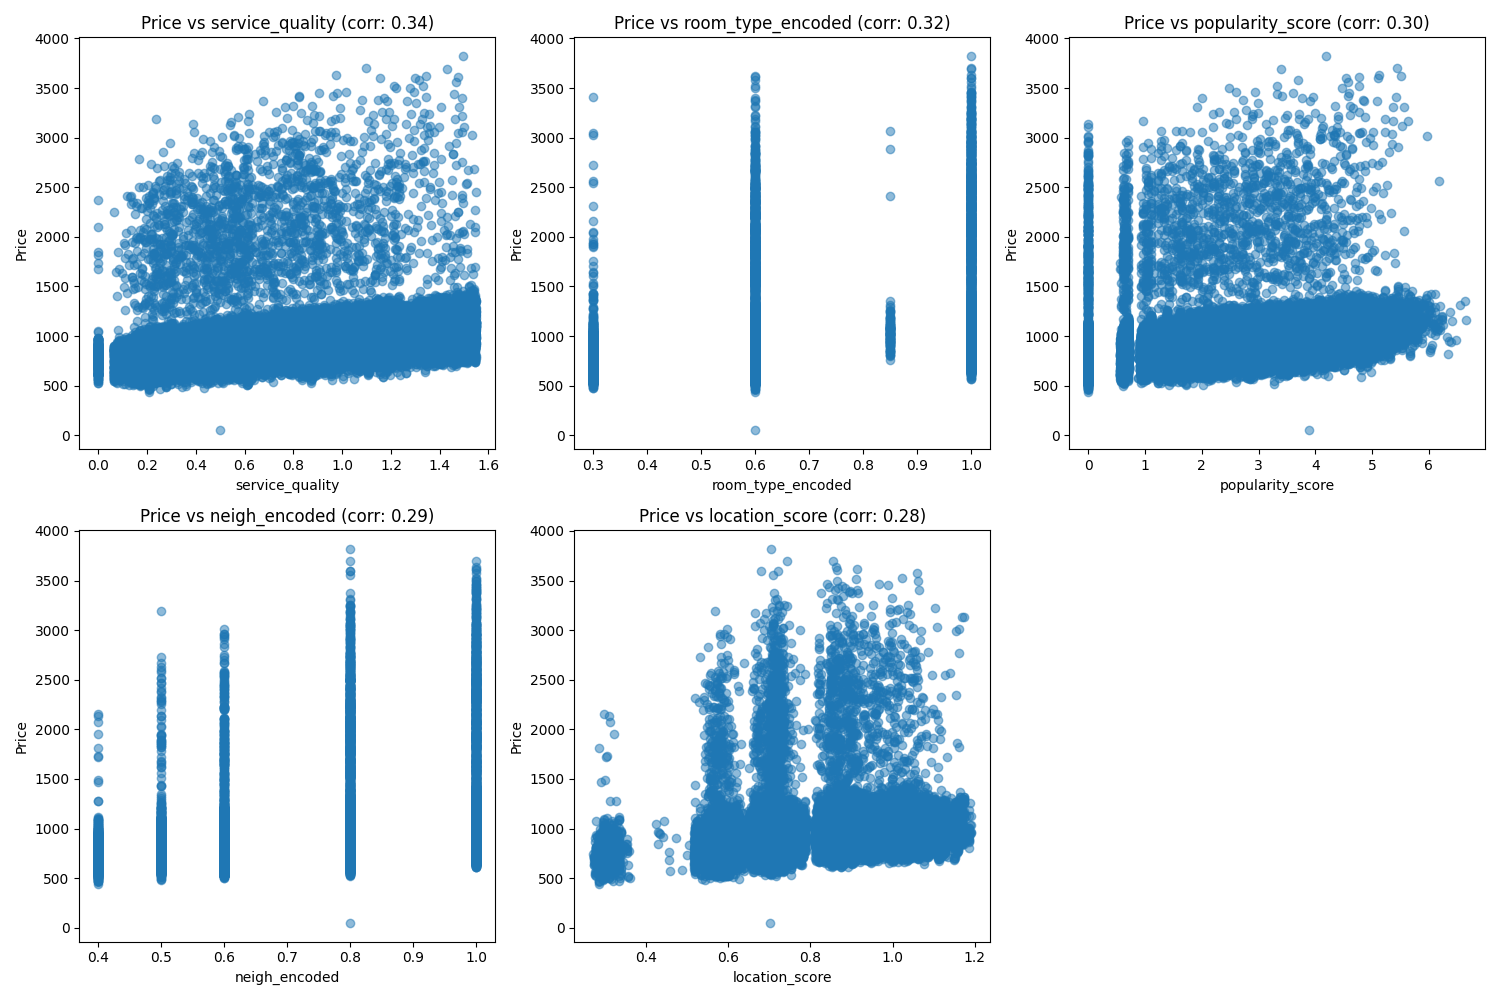 Price vs service_quality (corr: 0.34)
4000
3500
3000
2500
2000
1500
1000
500
0
Price
0.0 0.2 0.4 0.6 0.8 1.0 1.2 1.4 1.6
service_quality
Price vs room_type_encoded (corr: 0.32)
4000
3500
3000
2500
2000
1500
1000
500
0
Price
0.3 0.4 0.5 0.6 0.7 0.8 0.9 1.0
room_type_encoded
Price vs popularity_score (corr: 0.30)
4000
3500
3000
2500
2000
1500
1000
500
0
Price
0 1 2 3 4 5 6
popularity_score
Price vs neigh_encoded (corr: 0.29)
4000
3500
3000
2500
2000
1500
1000
500
0
Price
0.4 0.5 0.6 0.7 0.8 0.9 1.0
neigh_encoded
Price vs location_score (corr: 0.28)
4000
3500
3000
2500
2000
1500
1000
500
0
Price
0.4 0.6 0.8 1.0 1.2
location_score